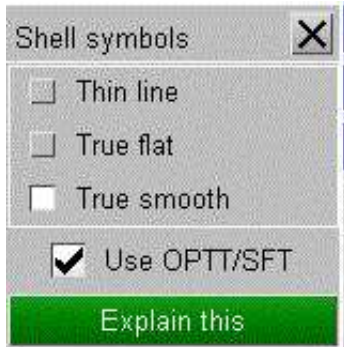 Shell symbols
Thin line
True flat
True smooth
Use OPTT/SFT
Explain this